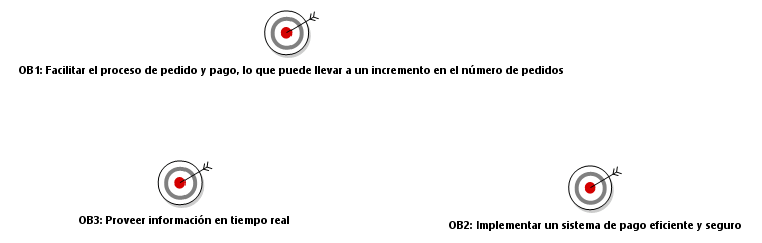 OB1: Facilitar el proceso de pedido y pago, lo que puede llevar a un incremento en el número de pedidos
OB3: Proveer información en tiempo real
OB2: Implementar un sistema de pago eficiente y seguro